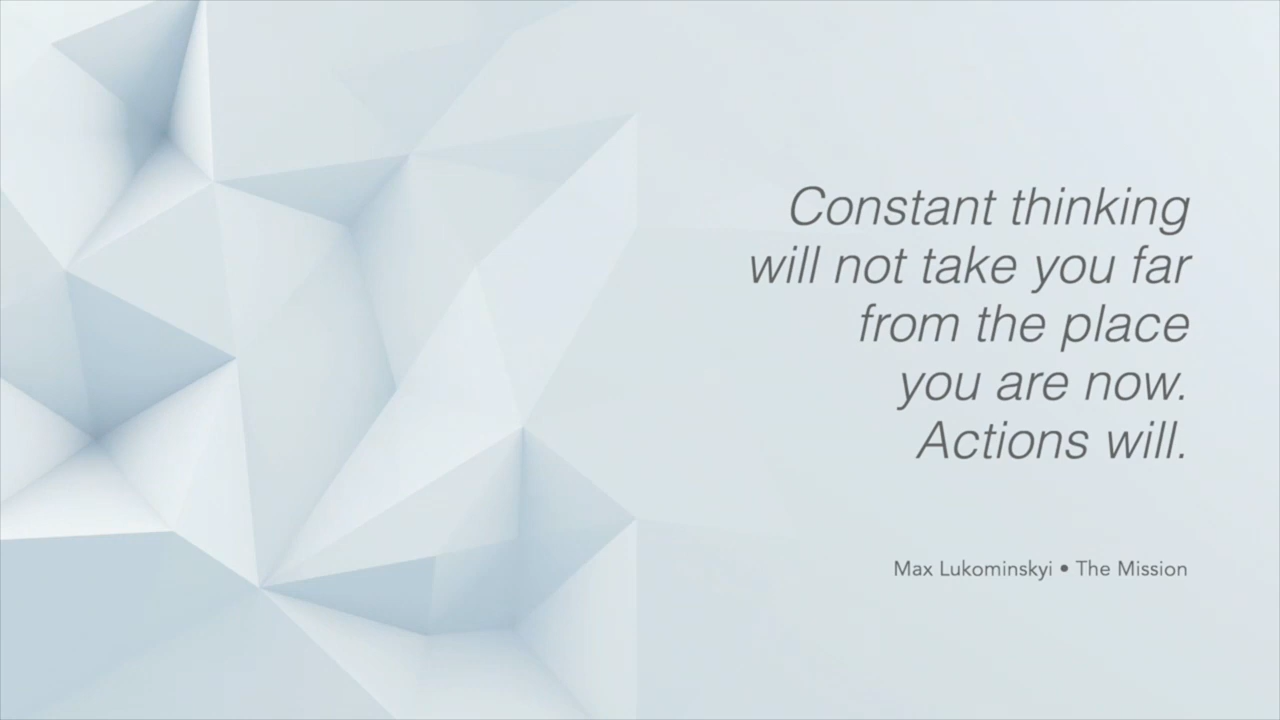 Constant thinking
will not take you far
from the place
you are now.
Actions will.
Max Lukominskyi • The Mission